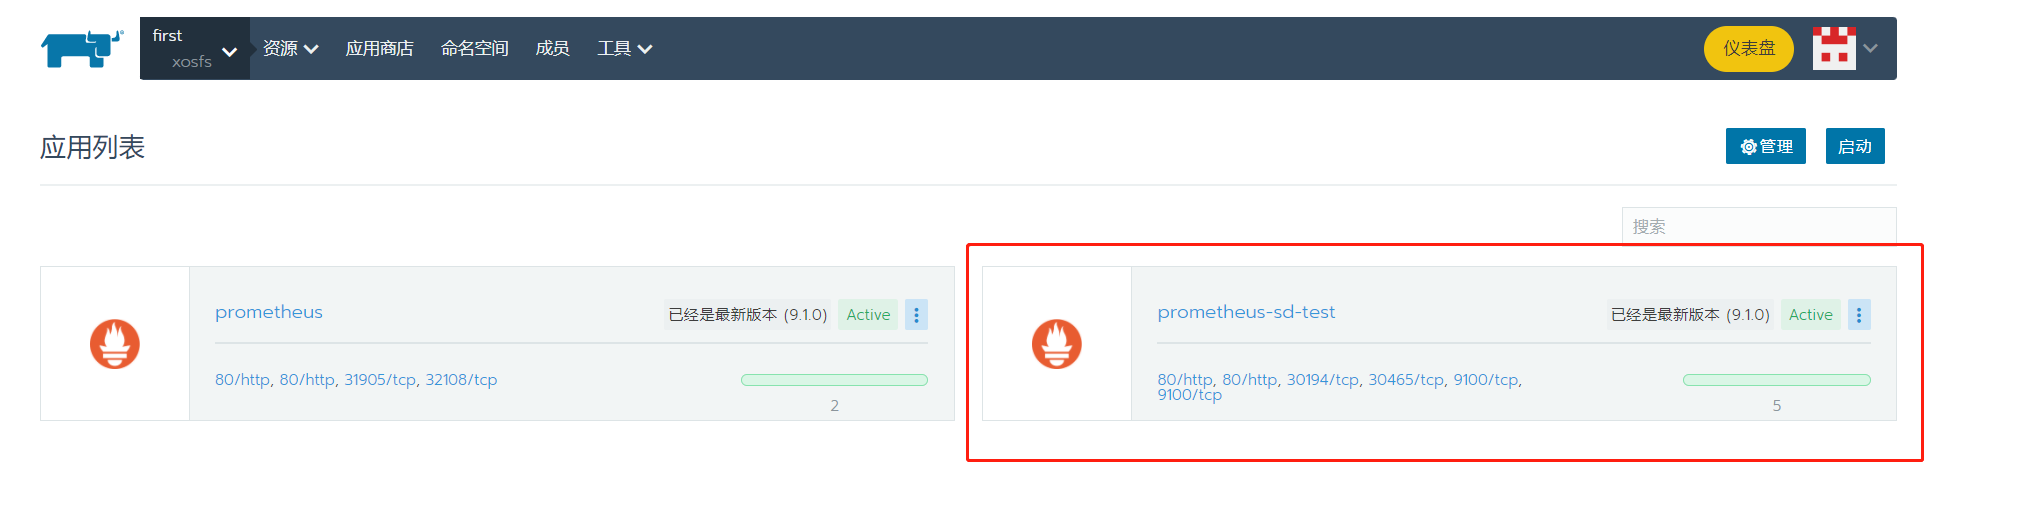 first
xosfs
资源 应用商店 命名空间 成员 工具 仪表盘
应用列表
管理 启动
搜索
prometheus 已经是最新版本 (9.1.0) Active
80/http, 80/http, 31905/tcp, 32108/tcp
2
prometheus-sd-test 已经是最新版本 (9.1.0) Active
80/http, 80/http, 30194/tcp, 30465/tcp, 9100/tcp,
9100/tcp
5